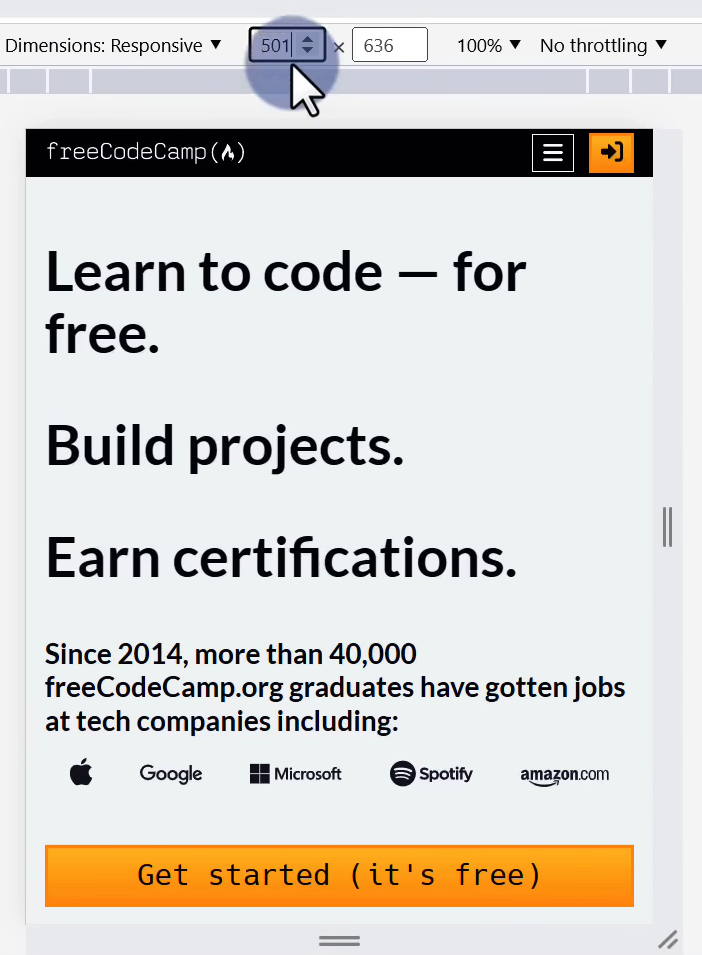 Dimensions: Responsive ▼ 501 × 636 100% ▼ No throttling ▼
freeCodeCamp( )
Learn to code — for
free.
Build projects.
Earn certifications.
Since 2014, more than 40,000
freeCodeCamp.org graduates have gotten jobs
at tech companies including:
Google Microsoft Spotify amazon.com
Get started (it's free)